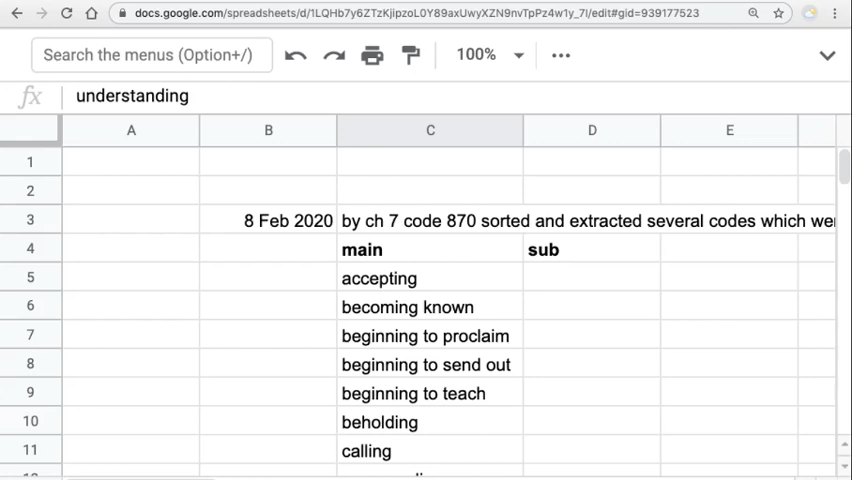 docs.google.com/spreadsheets/d/1LQHb7y6ZTzKjipzoL0Y89axUwyXZN9nvTpPz4w1y_7I/edit#gid=939177523
Search the menus (Option+/) 100%
fx understanding
A B C D E
1
2
3 8 Feb 2020 by ch 7 code 870 sorted and extracted several codes which
4 main sub
5 accepting
6 becoming known
7 beginning to proclaim
8 beginning to send out
9 beginning to teach
10 beholding
11 calling